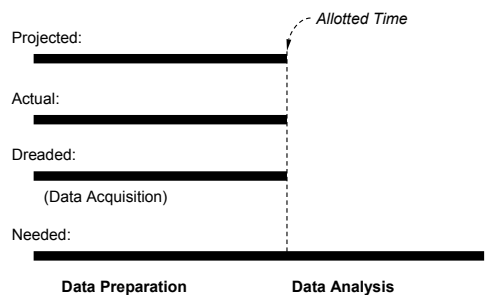 Allotted Time
Projected:
Actual:
Dreaded:
(Data Acquisition)
Needed:
Data Preparation Data Analysis